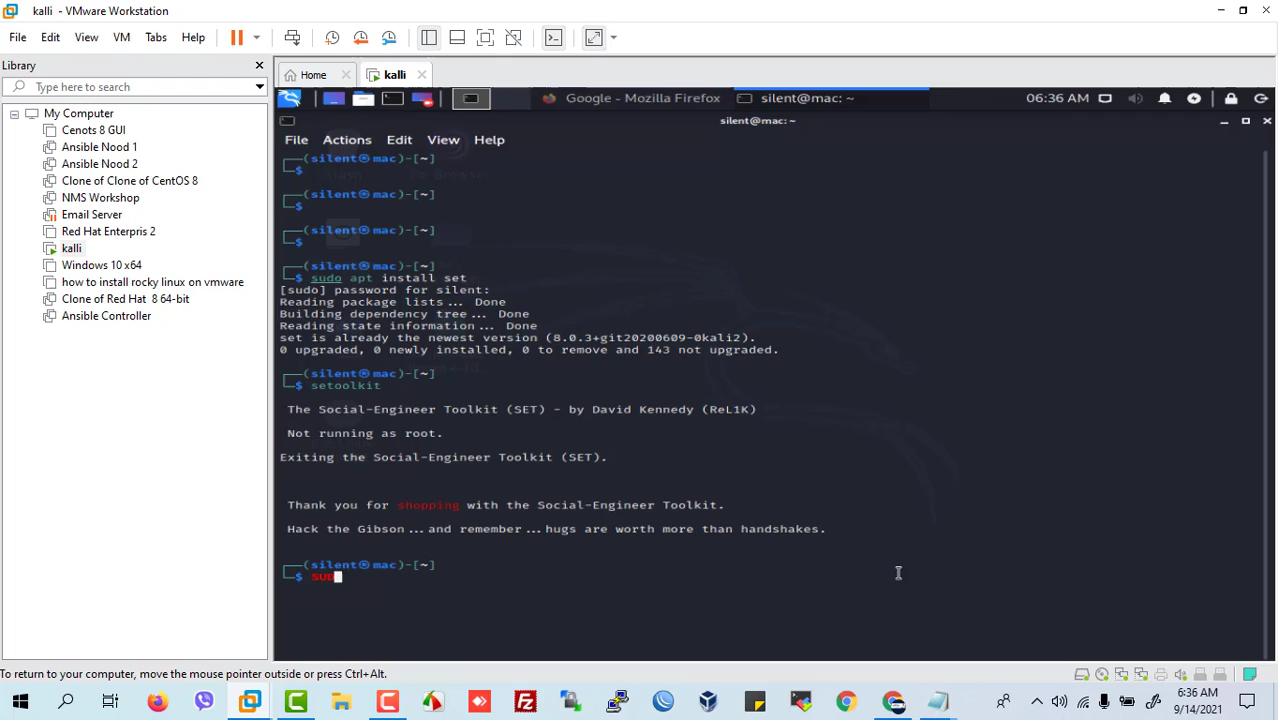 kalli - VMware Workstation
File Edit View VM Tabs Help
Library
Type here to search
My Computer
Cenots 8 GUI
Ansible Nood 1
Ansible Nood 2
Clone of Clone of CentOS 8
NMS Workshop
Email Server
Red Hat Enterpris 2
kalli
Windows 10 x64
how to install rocky linux on vmware
Clone of Red Hat 8 64-bit
Ansible Controller
Home kalli
Google - Mozilla Firefox silent@mac: ~ 06:36 AM
silent@mac:~
File Actions Edit View Help
(silent㉿mac)-[~]
$
(silent㉿mac)-[~]
$
(silent㉿mac)-[~]
$
(silent㉿mac)-[~]
$ sudo apt install set
[sudo] password for silent:
Reading package lists... Done
Building dependency tree... Done
Reading state information... Done
set is already the newest version (8.0.3+git20200609-0kali2).
0 upgraded, 0 newly installed, 0 to remove and 143 not upgraded.
(silent㉿mac)-[~]
$ setoolkit
The Social-Engineer Toolkit (SET) - by David Kennedy (ReL1K)
Not running as root.
Exiting the Social-Engineer Toolkit (SET).
Thank you for shopping with the Social-Engineer Toolkit.
Hack the Gibson...and remember...hugs are worth more than handshakes.
(silent㉿mac)-[~]
$ SUD
To return to your computer, move the mouse pointer outside or press Ctrl+Alt.
6:36 AM
9/14/2021